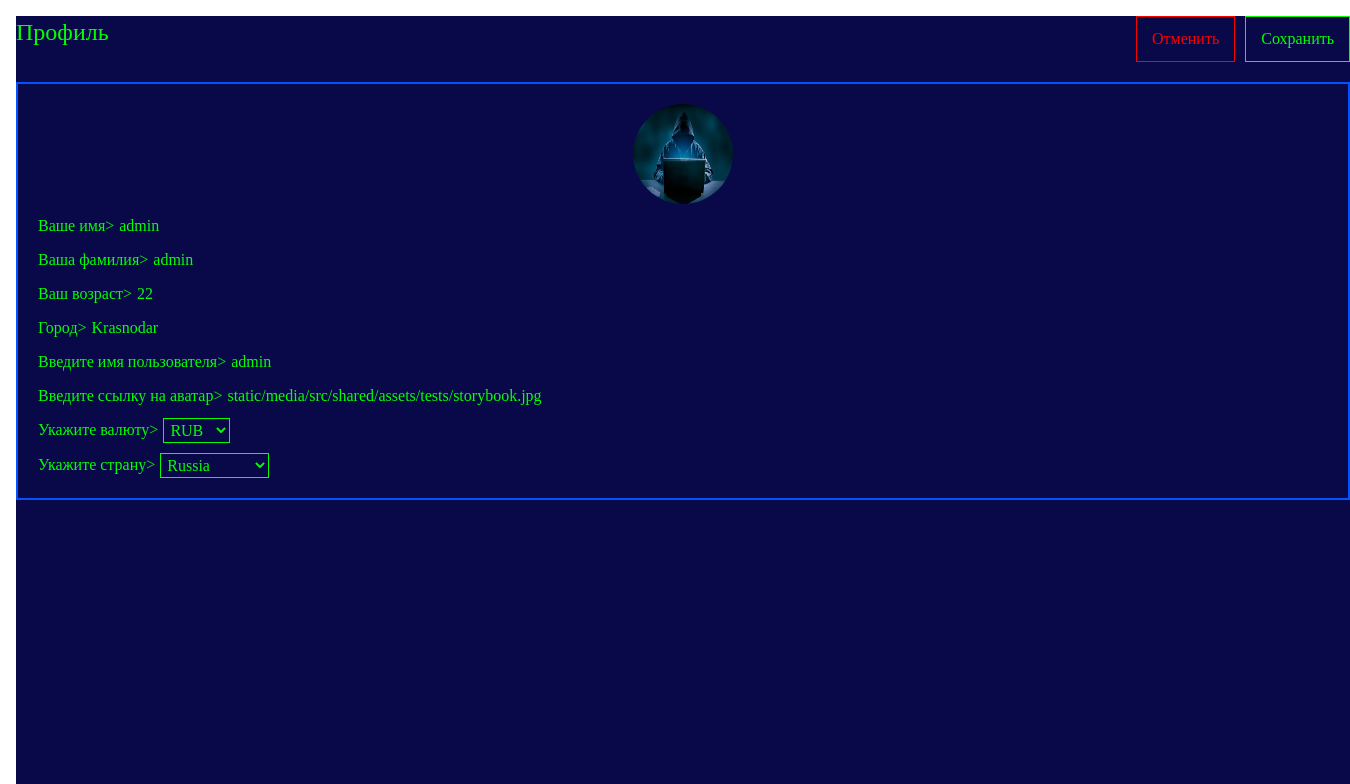 Профиль
Отменить
Сохранить
Ваше имя> admin
Ваша фамилия> admin
Ваш возраст> 22
Город> Krasnodar
Введите имя пользователя> admin
Введите ссылку на аватар> static/media/src/shared/assets/tests/storybook.jpg
Укажите валюту> RUB
Укажите страну> Russia